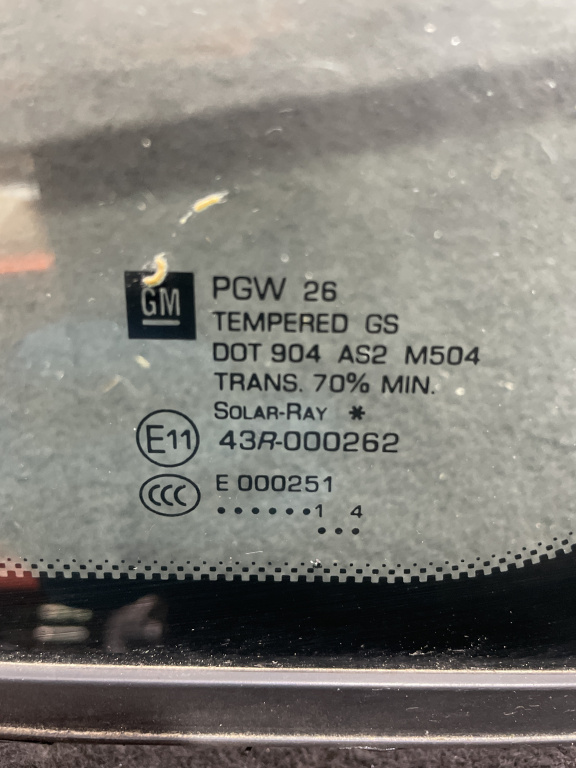 GM
PGW 26
TEMPERED GS
DOT 904 AS2 M504
TRANS. 70% MIN.
SOLAR-RAY *
E11 43R-000262
CCC E 000251
......1 4
...